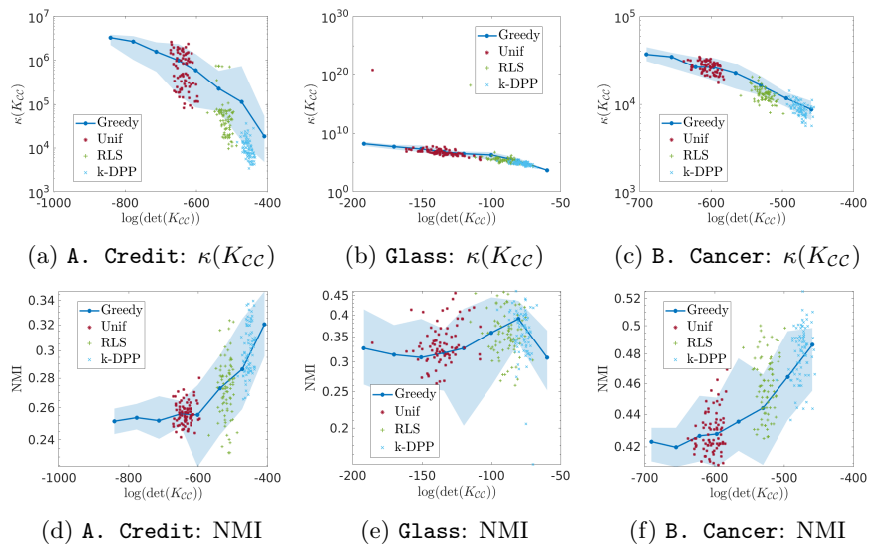 κ(K_CC)
10^7
10^6
10^5
10^4
10^3
Greedy
Unif
RLS
k-DPP
-1000
-800
-600
-400
log(det(K_CC))
(a) A. Credit: κ(K_CC)
κ(K_CC)
10^30
10^20
10^10
10^0
Greedy
Unif
RLS
k-DPP
-200
-150
-100
-50
log(det(K_CC))
(b) Glass: κ(K_CC)
κ(K_CC)
10^5
10^4
10^3
Greedy
Unif
RLS
k-DPP
-700
-600
-500
-400
log(det(K_CC))
(c) B. Cancer: κ(K_CC)
NMI
0.34
0.32
0.3
0.28
0.26
0.24
Greedy
Unif
RLS
k-DPP
-1000
-800
-600
-400
log(det(K_CC))
(d) A. Credit: NMI
NMI
0.45
0.4
0.35
0.3
0.25
0.2
Greedy
Unif
RLS
k-DPP
-200
-150
-100
-50
log(det(K_CC))
(e) Glass: NMI
NMI
0.52
0.5
0.48
0.46
0.44
0.42
Greedy
Unif
RLS
k-DPP
-700
-600
-500
-400
log(det(K_CC))
(f) B. Cancer: NMI